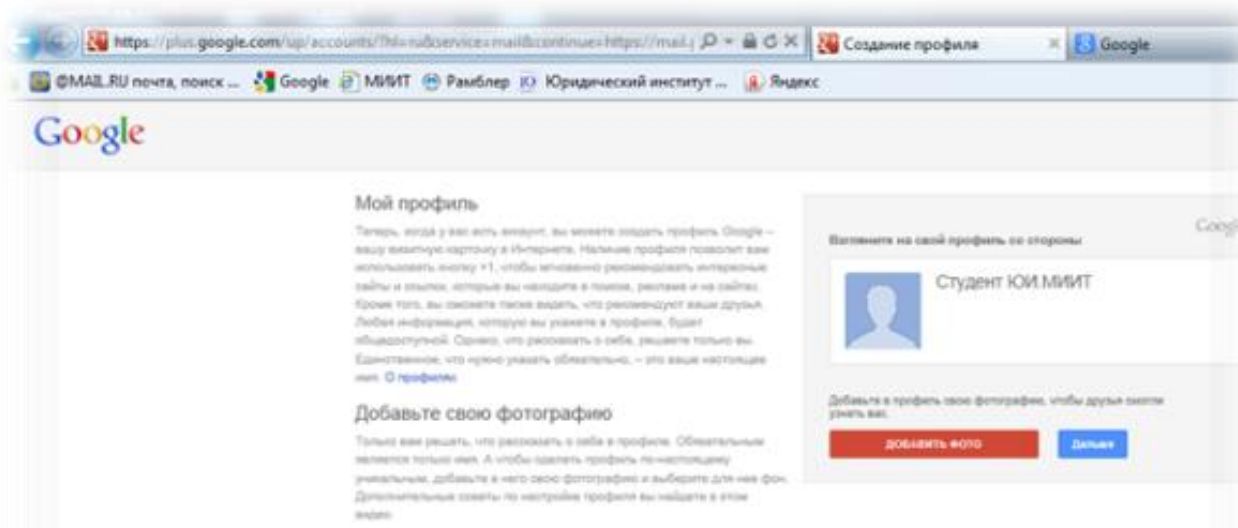 https://plus.google.com/up/accounts/?hl=ru&service=mail&continue=https://mail.g
Создание профиля
Google
@MAIL.RU почта, поиск ... Google МИИТ Рамблер Юридический институт ... Яндекс
Google
Мой профиль
Теперь, когда у вас есть аккаунт, вы можете создать профиль Google –
вашу визитную карточку в Интернете. Наличие профиля позволит вам
использовать кнопку +1, чтобы мгновенно рекомендовать интересные
сайты и ссылки, которые вы находите в поиске, рекламе и на сайтах.
Кроме того, вы сможете также видеть, что рекомендуют ваши друзья.
Любая информация, которую вы укажете в профиле, будет
общедоступной. Однако, что рассказать о себе, решаете только вы.
Единственное, что нужно указать обязательно, – это ваше настоящее
имя. О профилях
Добавьте свою фотографию
Только вам решать, что рассказать о себе в профиле. Обязательным
является только имя. А чтобы сделать профиль по-настоящему
уникальным, добавьте в него свою фотографию и выберите для нее фон.
Дополнительные советы по настройке профиля вы найдете в этом
видео.
Google
Взгляните на свой профиль со стороны
Студент ЮИ МИИТ
Добавьте в профиль свою фотографию, чтобы друзья смогли
узнать вас.
ДОБАВИТЬ ФОТО
Дальше